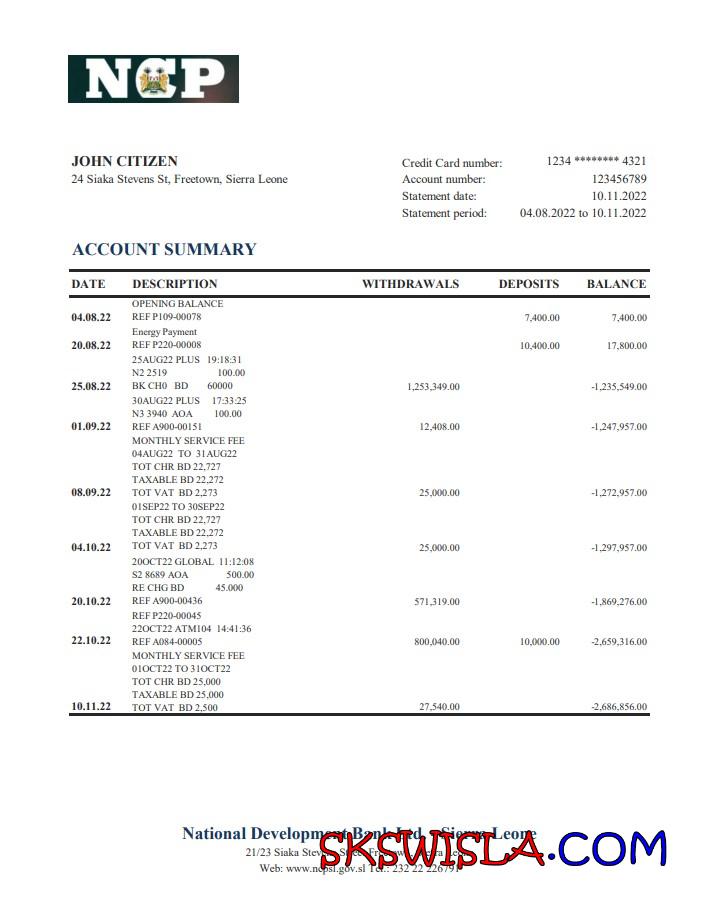 NCP
JOHN CITIZEN
24 Siaka Stevens St, Freetown, Sierra Leone
Credit Card number: 1234 ******** 4321
Account number: 123456789
Statement date: 10.11.2022
Statement period: 04.08.2022 to 10.11.2022
ACCOUNT SUMMARY
DATE DESCRIPTION WITHDRAWALS DEPOSITS BALANCE
OPENING BALANCE
04.08.22 REF P109-00078 7,400.00 7,400.00
Energy Payment
20.08.22 REF P220-00008 10,400.00 17,800.00
25AUG22 PLUS 19:18:31
N2 2519 100.00
25.08.22 BK CH0 BD 60000 1,253,349.00 -1,235,549.00
30AUG22 PLUS 17:33:25
N3 3940 AOA 100.00
01.09.22 REF A900-00151 12,408.00 -1,247,957.00
MONTHLY SERVICE FEE
04AUG22 TO 31AUG22
TOT CHR BD 22,727
TAXABLE BD 22,272
08.09.22 TOT VAT BD 2,273 25,000.00 -1,272,957.00
01SEP22 TO 30SEP22
TOT CHR BD 22,727
TAXABLE BD 22,272
04.10.22 TOT VAT BD 2,273 25,000.00 -1,297,957.00
20OCT22 GLOBAL 11:12:08
S2 8689 AOA 500.00
RE CHG BD 45.000
20.10.22 REF A900-00436 571,319.00 -1,869,276.00
REF P220-00045
22OCT22 ATM104 14:41:36
22.10.22 REF A084-00005 800,040.00 10,000.00 -2,659,316.00
MONTHLY SERVICE FEE
01OCT22 TO 31OCT22
TOT CHR BD 25,000
TAXABLE BD 25,000
10.11.22 TOT VAT BD 2,500 27,540.00 -2,686,856.00
National Development Bank Ltd. Sierra Leone
21/23 Siaka Stevens Street Freetown, Sierra
Web: www.ncpsl.gov.sl Tel.: 232 22 226791
SKSWISLA.COM